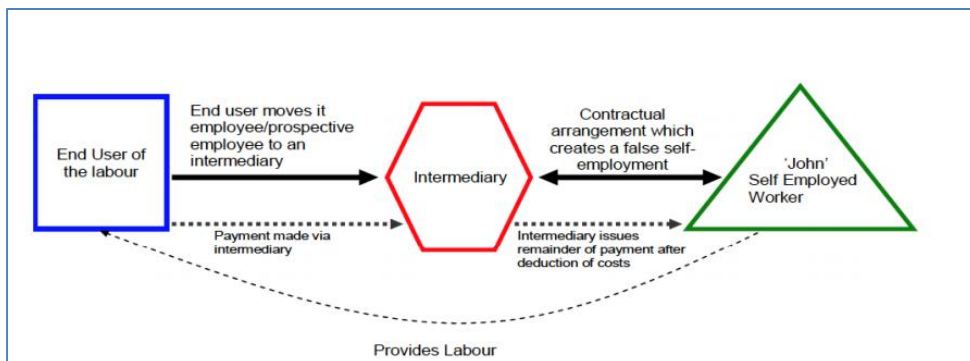 End User of
the labour
End user moves it
employee/prospective
employee to an
intermediary
Payment made via
intermediary
Intermediary
Contractual
arrangement which
creates a false self-
employment
Intermediary issues
remainder of payment after
deduction of costs
'John'
Self Employed
Worker
Provides Labour